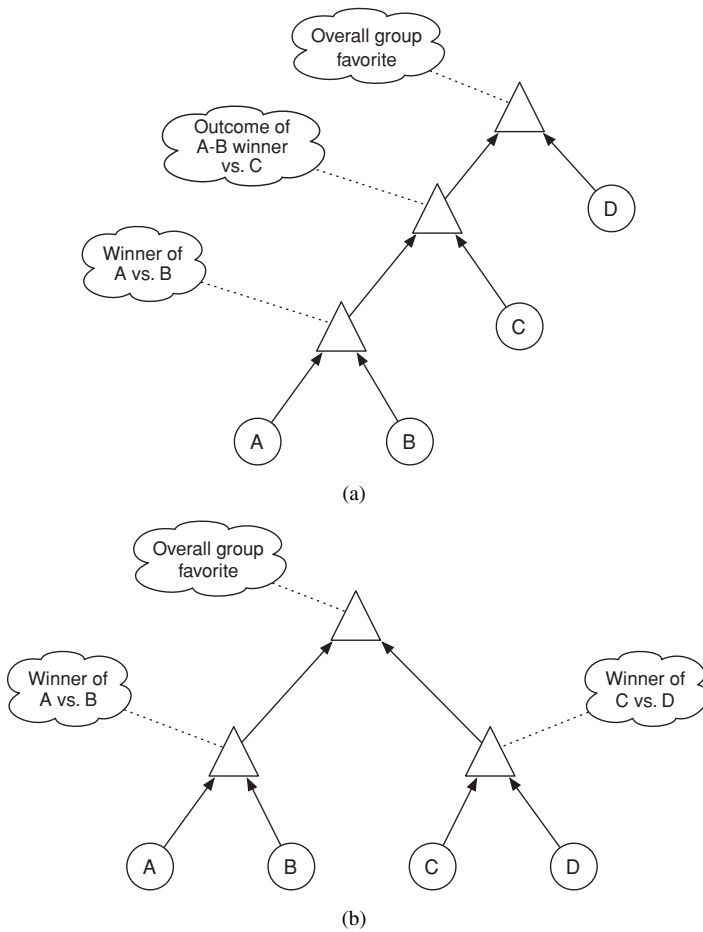 Overall group
favorite
Outcome of
A-B winner
vs. C
D
Winner of
A vs. B
C
A
B
(a)
Overall group
favorite
Winner of
A vs. B
Winner of
C vs. D
A
B
C
D
(b)